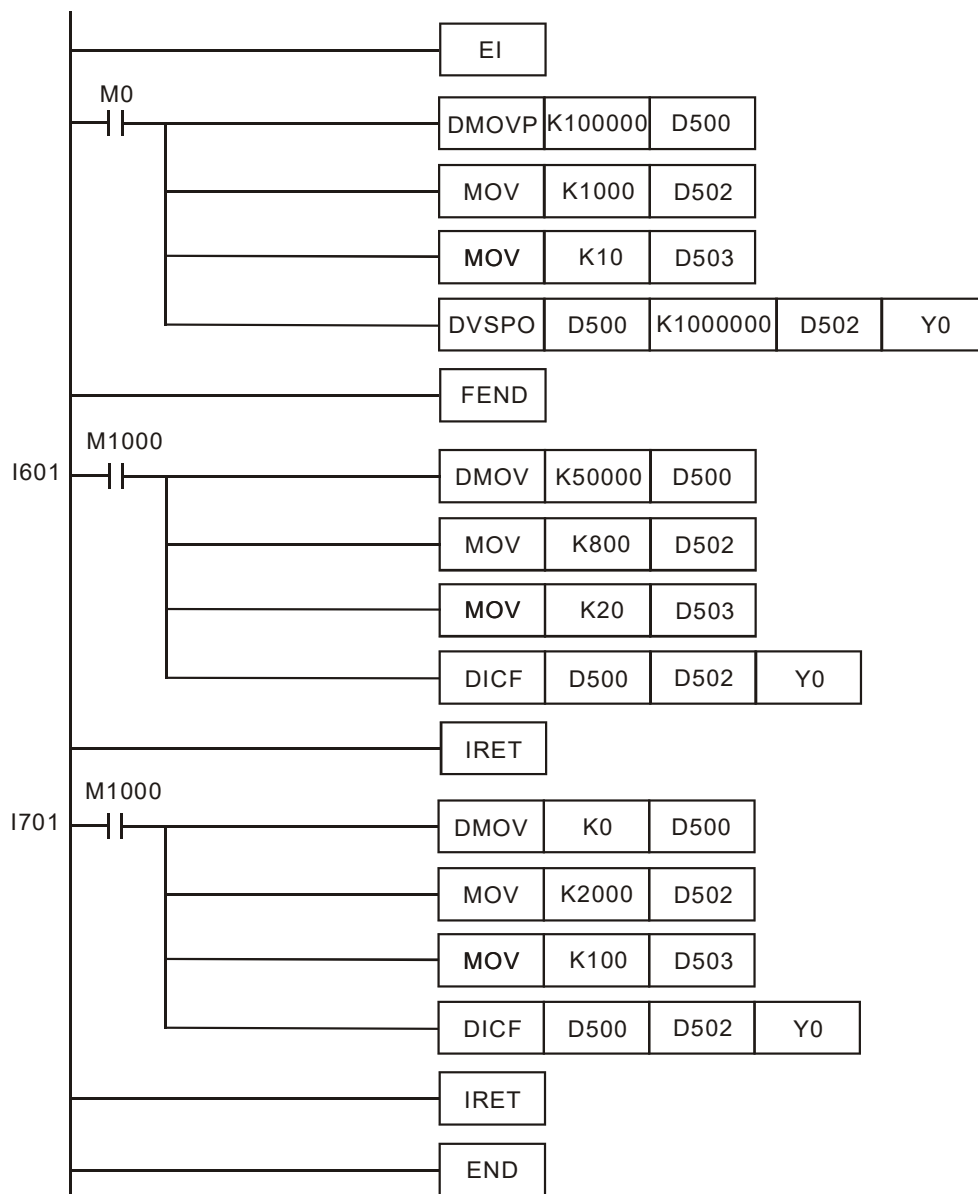 EI
M0
DMOVP K100000 D500
MOV K1000 D502
MOV K10 D503
DVSPO D500 K1000000 D502 Y0
FEND
M1000
I601
DMOV K50000 D500
MOV K800 D502
MOV K20 D503
DICF D500 D502 Y0
IRET
M1000
I701
DMOV K0 D500
MOV K2000 D502
MOV K100 D503
DICF D500 D502 Y0
IRET
END